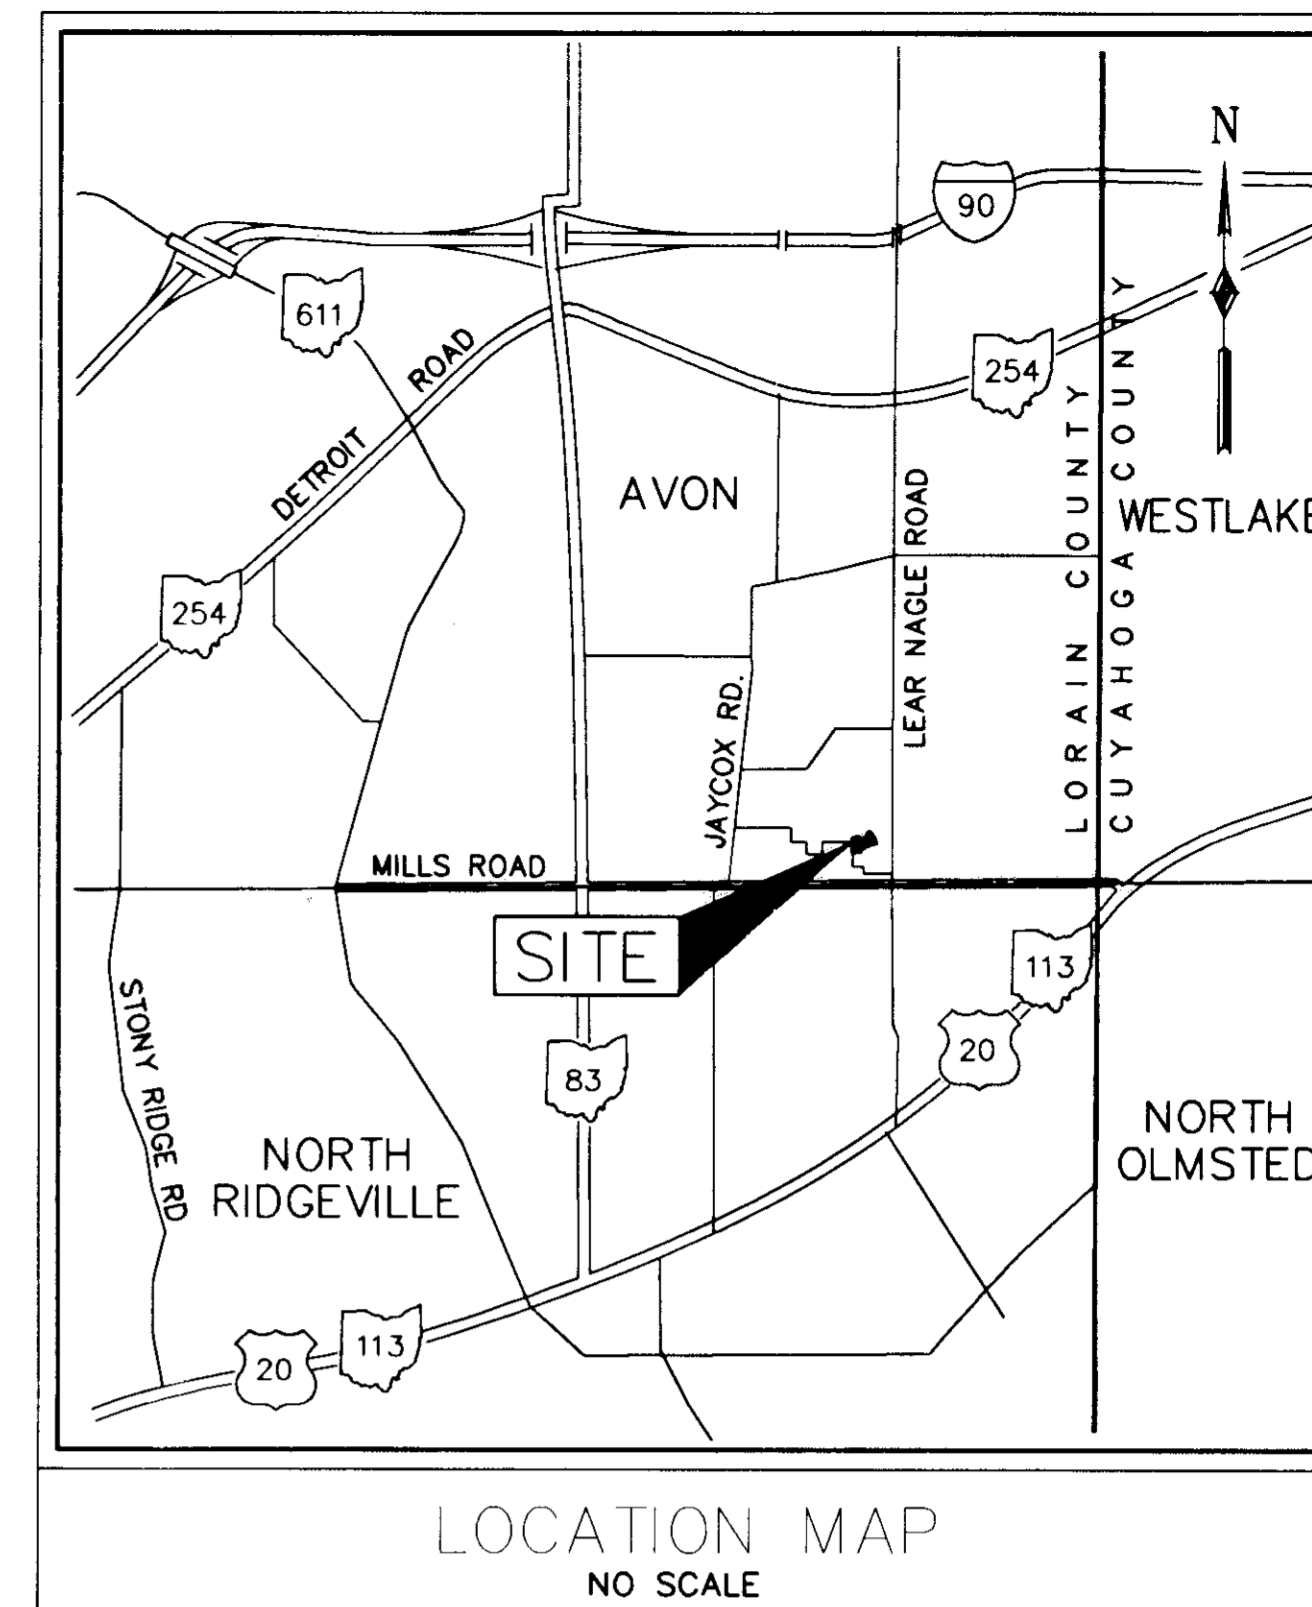 N
90
611
254
DETROIT ROAD
AVON
LEAR NAGLE ROAD
LORAIN COUNTY
CUYAHOGA COUNTY
WESTLAKE
254
JAYCOX RD.
MILLS ROAD
SITE
113
20
83
STONY RIDGE RD
NORTH
RIDGEVILLE
NORTH
OLMSTED
113
20
LOCATION MAP
NO SCALE